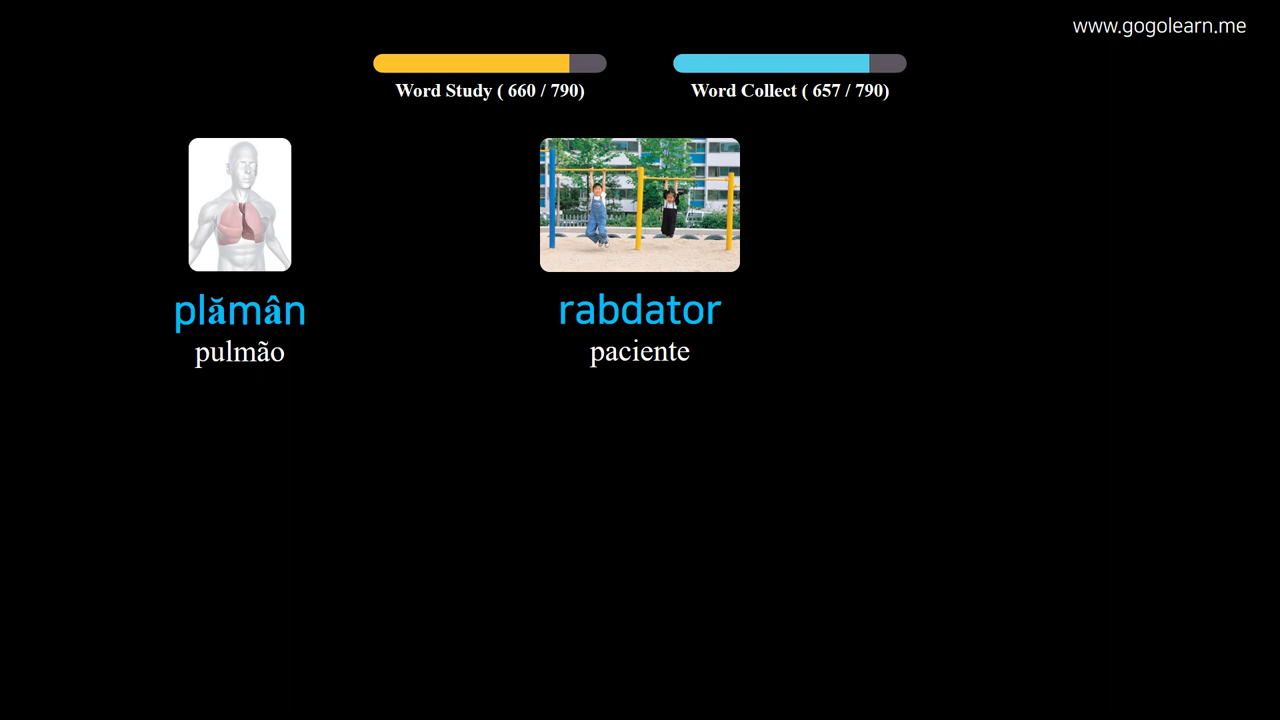 www.gogolearn.me
Word Study ( 660 / 790)
Word Collect ( 657 / 790)
plămân
rabdator
pulmão
paciente